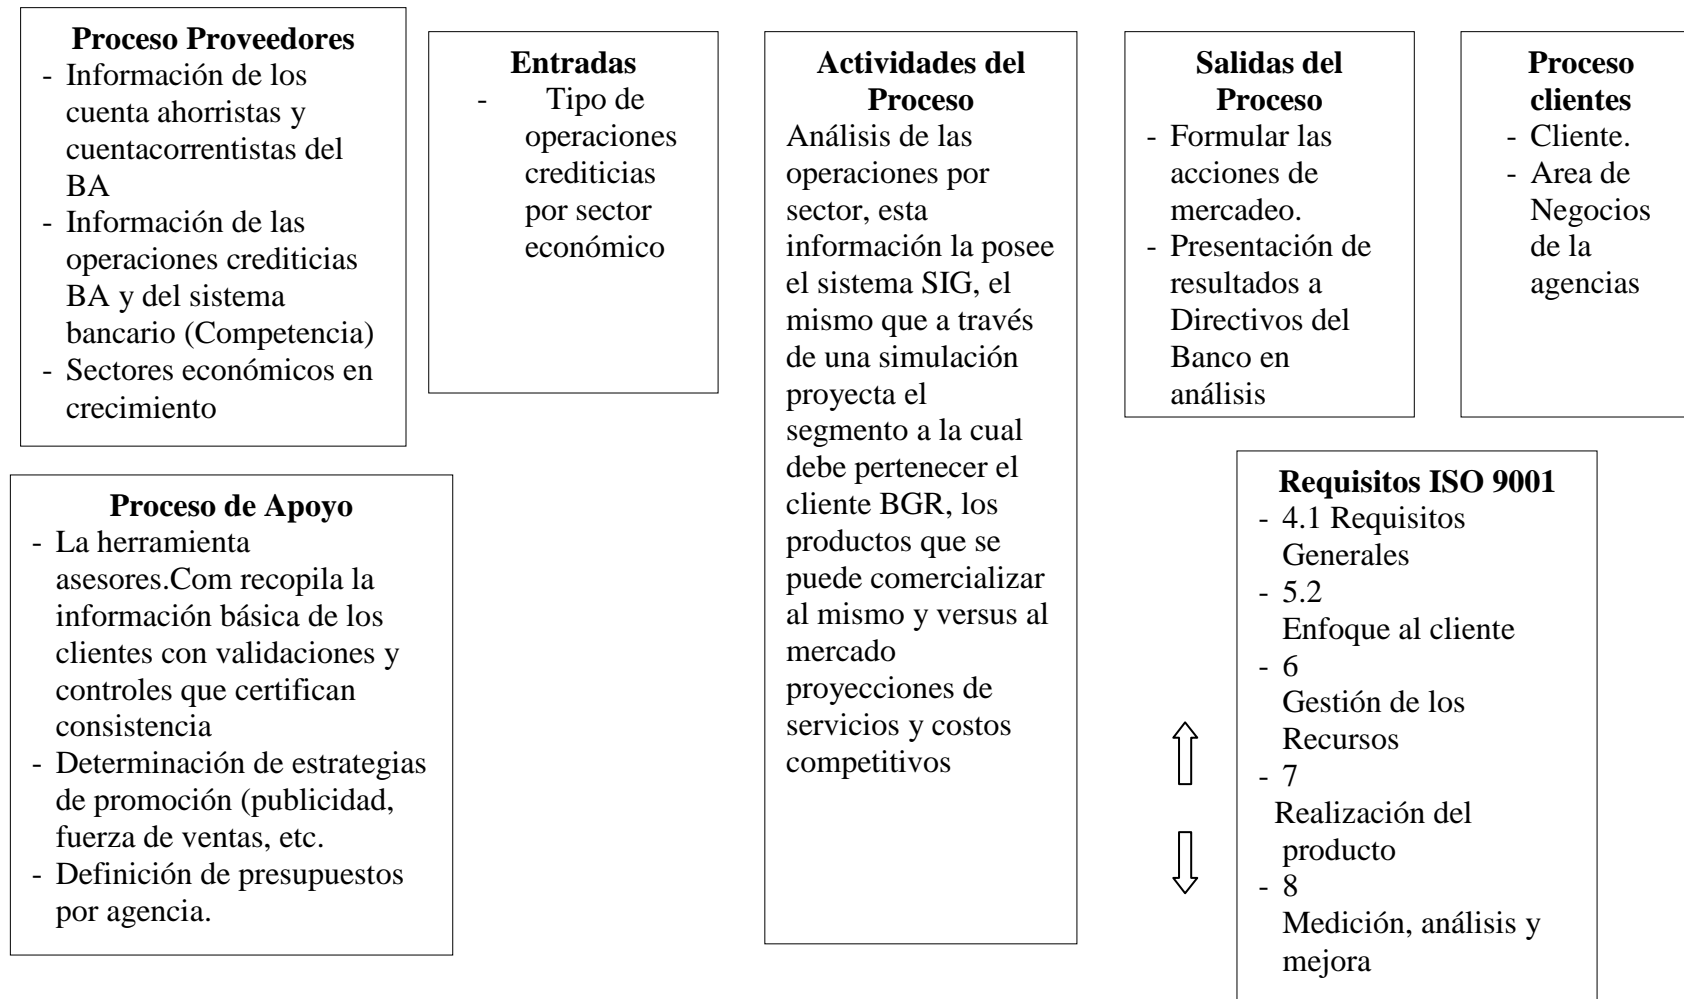 Proceso Proveedores
- Información de los
cuenta ahorristas y
cuentacorrentistas del
BA
- Información de las
operaciones crediticias
BA y del sistema
bancario (Competencia)
- Sectores económicos en
crecimiento
Entradas
- Tipo de
operaciones
crediticias
por sector
económico
Actividades del
Proceso
Análisis de las
operaciones por
sector, esta
información la posee
el sistema SIG, el
mismo que a través
de una simulación
proyecta el
segmento a la cual
debe pertenecer el
cliente BGR, los
productos que se
puede comercializar
al mismo y versus al
mercado
proyecciones de
servicios y costos
competitivos
Salidas del
Proceso
- Formular las
acciones de
mercadeo.
- Presentación de
resultados a
Directivos del
Banco en
análisis
Proceso
clientes
- Cliente.
- Area de
Negocios
de la
agencias
Proceso de Apoyo
- La herramienta
asesores.Com recopila la
información básica de los
clientes con validaciones y
controles que certifican
consistencia
- Determinación de estrategias
de promoción (publicidad,
fuerza de ventas, etc.
- Definición de presupuestos
por agencia.
Requisitos ISO 9001
- 4.1 Requisitos
Generales
- 5.2
Enfoque al cliente
- 6
Gestión de los
Recursos
- 7
Realización del
producto
- 8
Medición, análisis y
mejora